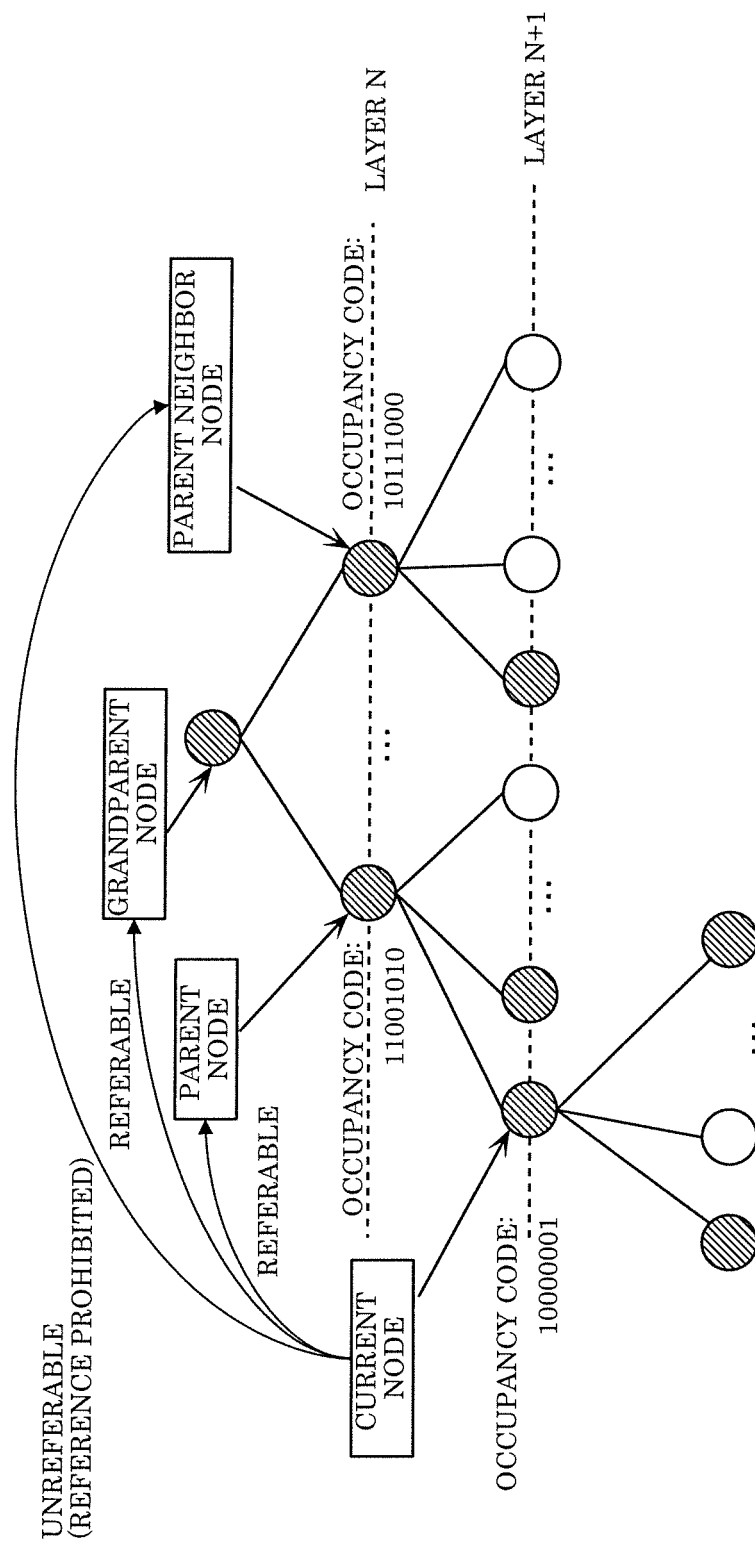 UNREFERABLE
(REFERENCE PROHIBITED)
REFERABLE
GRANDPARENT
NODE
PARENT NEIGHBOR
NODE
REFERABLE
PARENT
NODE
CURRENT
NODE
OCCUPANCY CODE:
11001010
...
OCCUPANCY CODE:
10111000
LAYER N
OCCUPANCY CODE:
10000001
...
...
LAYER N+1
...